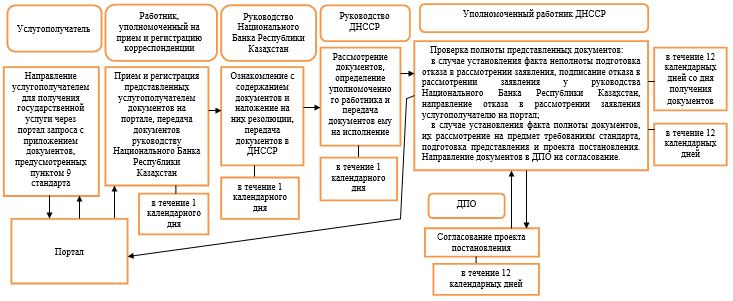 Услугополучатель
Работник,
уполномоченный на
прием и регистрацию
корреспонденции
Руководство
Национального
Банка Республики
Казахстан
Руководство
ДНССР
Уполномоченный работник ДНССР
Направление
услугополучателем
для получения
государственной
услуги через
портал запроса с
приложением
документов,
предусмотренных
пунктом 9
стандарта
Прием и регистрация
представленных
услугополучателем
документов на
портале, передача
документов
руководству
Национального Банка
Республики
Казахстан
Ознакомление с
содержанием
документов и
наложение на
них резолюции,
передача
документов в
ДНССР
Рассмотрение
документов,
определение
уполномоченно
го работника и
передача
документов ему
на исполнение
Проверка полноты представленных документов:
в случае установления факта неполноты подготовка
отказа в рассмотрении заявления, подписание отказа в
рассмотрении заявления у руководства
Национального Банка Республики Казахстан,
направление отказа в рассмотрении заявления
услугополучателю на портал;
в случае установления факта полноты документов,
их рассмотрение на предмет требованиям стандарта,
подготовка представления и проекта постановления.
Направление документов в ДПО на согласование.
в течение 12
календарных
дней со дня
получения
документов
в течение 12
календарных
дней
в течение 1
календарного
дня
в течение 1
календарного
дня
в течение 1
календарного
дня
ДПО
Портал
Согласование проекта
постановления
в течение 12
календарных дней